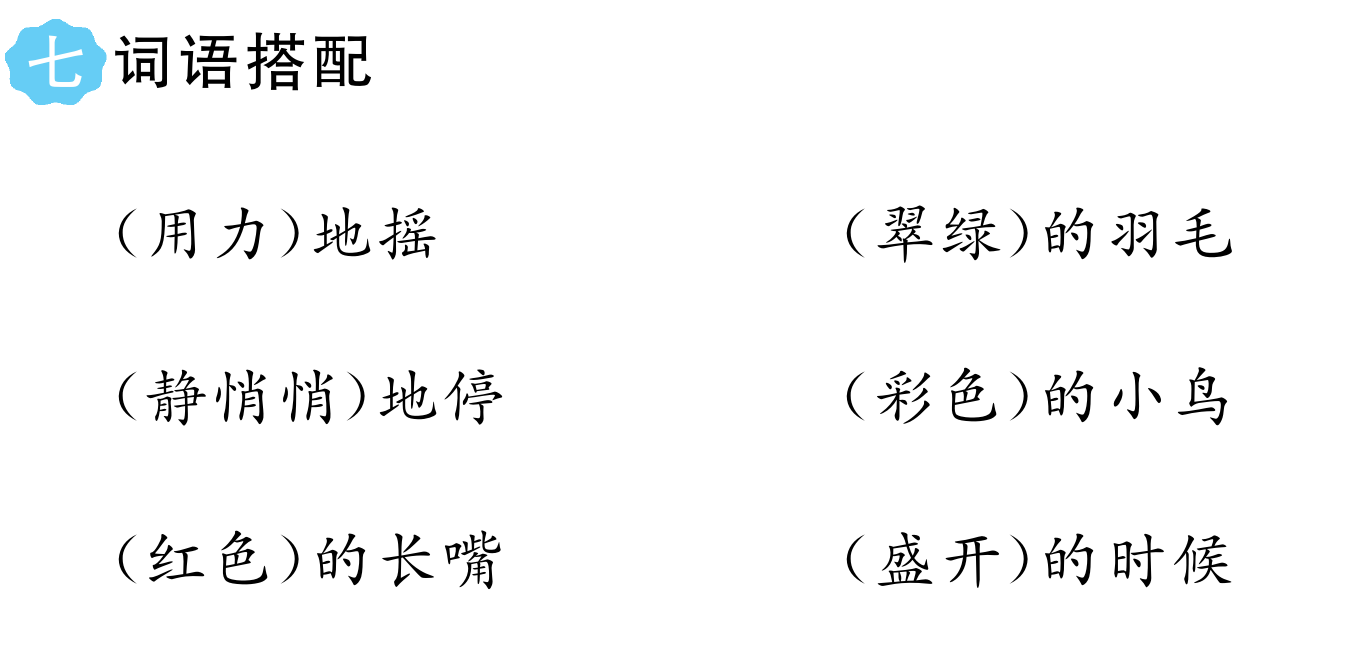 七 词语搭配
（用力）地摇 （翠绿）的羽毛
（静悄悄）地停 （彩色）的小鸟
（红色）的长嘴 （盛开）的时候